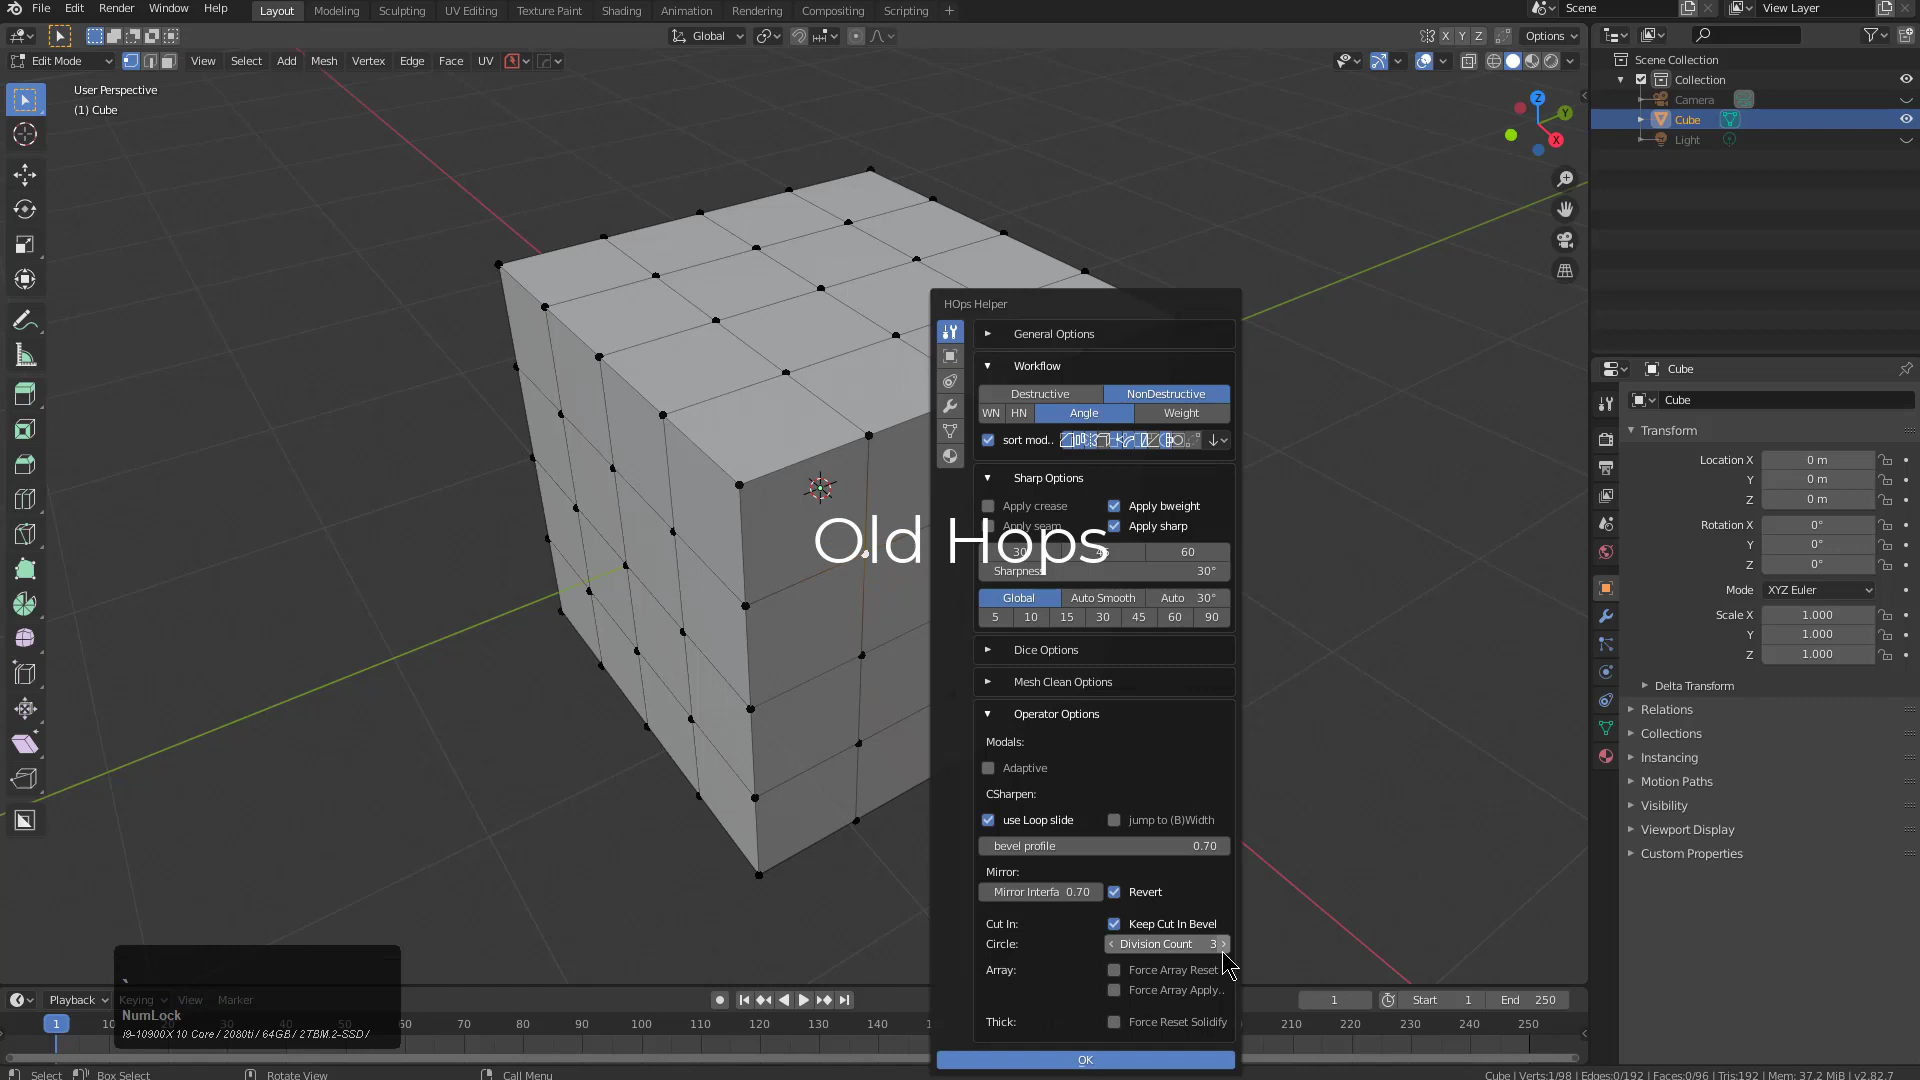 File Edit Render Window Help Layout Modeling Sculpting UV Editing Texture Paint Shading Animation Rendering Compositing Scripting + Scene View Layer
Global X Y Z Options
Edit Mode View Select Add Mesh Vertex Edge Face UV
User Perspective
(1) Cube
Z
Y
X
Scene Collection
Collection
Camera
Cube
Light
HOps Helper
General Options
Workflow
Destructive NonDestructive
WN HN Angle Weight
sort mod..
Sharp Options
Apply crease Apply bweight
Apply seam Apply sharp
Old Hops
30 45 60
Sharpness 30°
Global Auto Smooth Auto 30°
5 10 15 30 45 60 90
Dice Options
Mesh Clean Options
Operator Options
Modals:
Adaptive
CSharpen:
use Loop slide jump to (B)Width
bevel profile 0.70
Mirror:
Mirror Interfa 0.70 Revert
Cut In: Keep Cut In Bevel
Circle: Division Count 3
Array: Force Array Reset
Force Array Apply..
Thick: Force Reset Solidify
OK
Cube
Cube
Transform
Location X 0 m
Y 0 m
Z 0 m
Rotation X 0°
Y 0°
Z 0°
Mode XYZ Euler
Scale X 1.000
Y 1.000
Z 1.000
Delta Transform
Relations
Collections
Instancing
Motion Paths
Visibility
Viewport Display
Custom Properties
Playback Keying View Marker 1 Start 1 End 250
NumLock
i9-10900X 10 Core / 2080ti / 64GB / 2TBM.2-SSD /
1 10 60 70 80 90 100 110 120 130 140 210 220 230 240 250
Select Box Select Rotate View Call Menu Cube | Verts:1/98 | Edges:0/192 | Faces:0/96 | Tris:192 | Mem: 37.2 MiB | v2.82.7